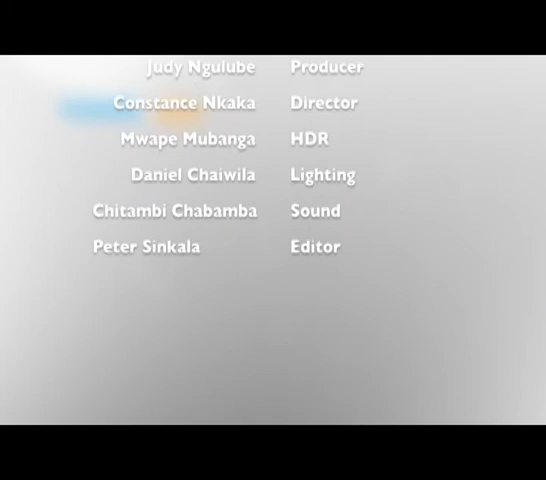 Judy Ngulube Producer
Constance Nkaka Director
Mwape Mubanga HDR
Daniel Chaiwila Lighting
Chitambi Chabamba Sound
Peter Sinkala Editor